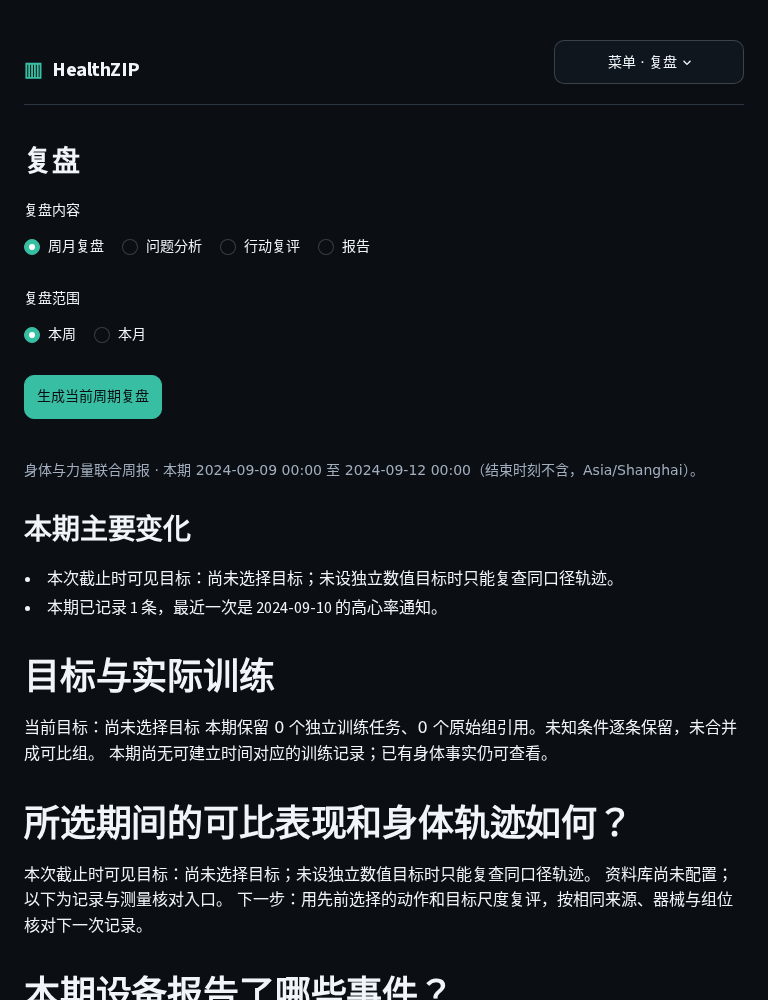 HealthZIP
菜单 · 复盘
复盘
复盘内容
周月复盘 问题分析 行动复评 报告
复盘范围
本周 本月
生成当前周期复盘
身体与力量联合周报 · 本期 2024-09-09 00:00 至 2024-09-12 00:00（结束时刻不含，Asia/Shanghai）。
本期主要变化
• 本次截止时可见目标：尚未选择目标；未设独立数值目标时只能复查同口径轨迹。
• 本期已记录 1 条，最近一次是 2024-09-10 的高心率通知。
目标与实际训练
当前目标：尚未选择目标 本期保留 0 个独立训练任务、0 个原始组引用。未知条件逐条保留，未合并
成可比组。 本期尚无可建立时间对应的训练记录；已有身体事实仍可查看。
所选期间的可比表现和身体轨迹如何？
本次截止时可见目标：尚未选择目标；未设独立数值目标时只能复查同口径轨迹。 资料库尚未配置；
以下为记录与测量核对入口。 下一步：用先前选择的动作和目标尺度复评，按相同来源、器械与组位
核对下一次记录。
本期设备报告了哪些事件？